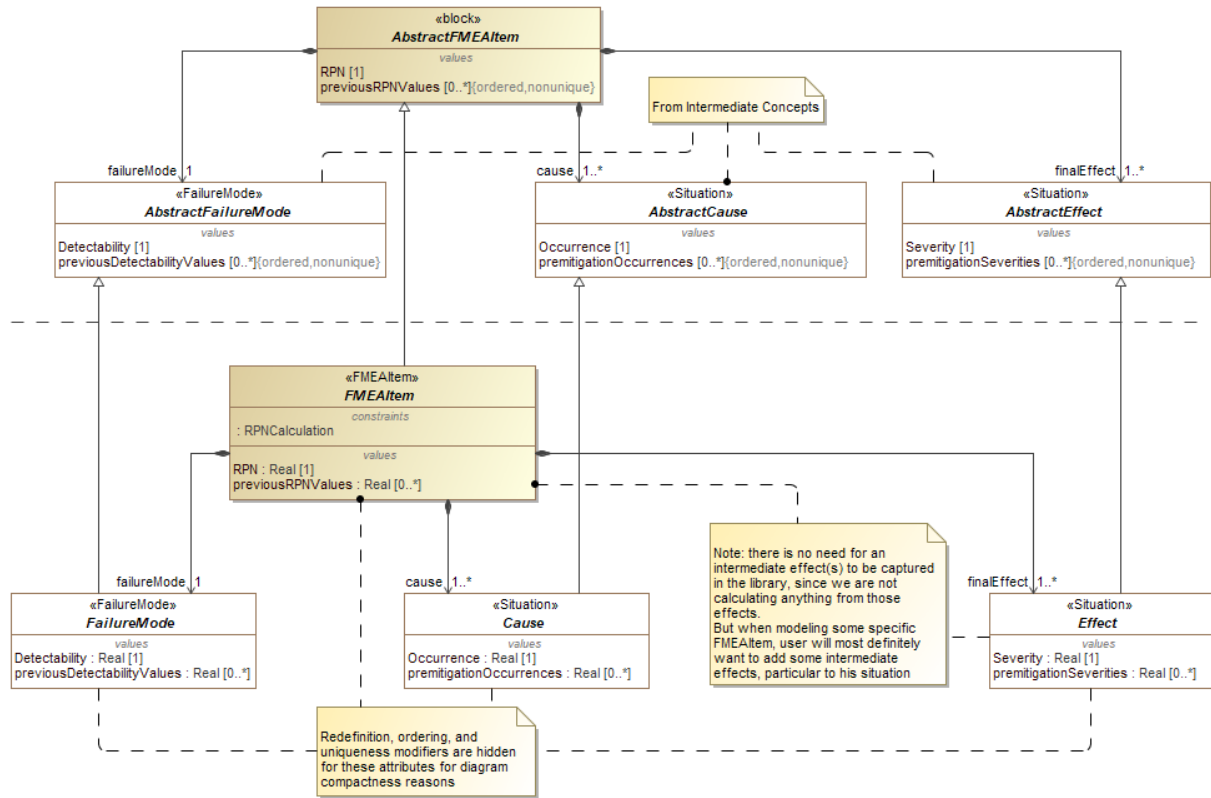 «block»
AbstractFMEAItem
values
RPN [1]
previousRPNValues [0..*]{ordered,nonunique}
From Intermediate Concepts
failureMode 1
cause 1..*
finalEffect 1..*
«FailureMode»
AbstractFailureMode
values
Detectability [1]
previousDetectabilityValues [0..*]{ordered,nonunique}
«Situation»
AbstractCause
values
Occurrence [1]
premitigationOccurrences [0..*]{ordered,nonunique}
«Situation»
AbstractEffect
values
Severity [1]
premitigationSeverities [0..*]{ordered,nonunique}
«FMEAItem»
FMEAItem
constraints
: RPNCalculation
values
RPN : Real [1]
previousRPNValues : Real [0..*]
Note: there is no need for an
intermediate effect(s) to be captured
in the library, since we are not
calculating anything from those
effects.
But when modeling some specific
FMEAItem, user will most definitely
want to add some intermediate
effects, particular to his situation
failureMode 1
cause 1..*
finalEffect 1..*
«FailureMode»
FailureMode
values
Detectability : Real [1]
previousDetectabilityValues : Real [0..*]
«Situation»
Cause
values
Occurrence : Real [1]
premitigationOccurrences : Real [0..*]
«Situation»
Effect
values
Severity : Real [1]
premitigationSeverities : Real [0..*]
Redefinition, ordering, and
uniqueness modifiers are hidden
for these attributes for diagram
compactness reasons